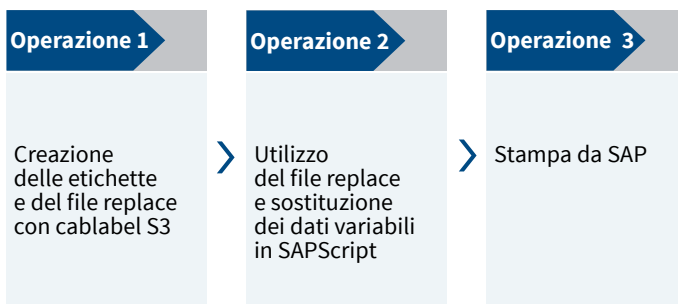 Operazione 1
Creazione
delle etichette
e del file replace
con cablabel S3
Operazione 2
Utilizzo
del file replace
e sostituzione
dei dati variabili
in SAPScript
Operazione 3
Stampa da SAP